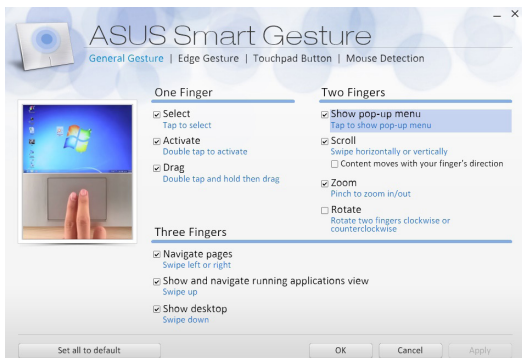 ASUS Smart Gesture
General Gesture | Edge Gesture | Touchpad Button | Mouse Detection
One Finger
Select
Tap to select
Activate
Double tap to activate
Drag
Double tap and hold then drag
Two Fingers
Show pop-up menu
Tap to show pop-up menu
Scroll
Swipe horizontally or vertically
Content moves with your finger's direction
Zoom
Pinch to zoom in/out
Rotate
Rotate two fingers clockwise or
counterclockwise
Three Fingers
Navigate pages
Swipe left or right
Show and navigate running applications view
Swipe up
Show desktop
Swipe down
Set all to default
OK
Cancel
Apply